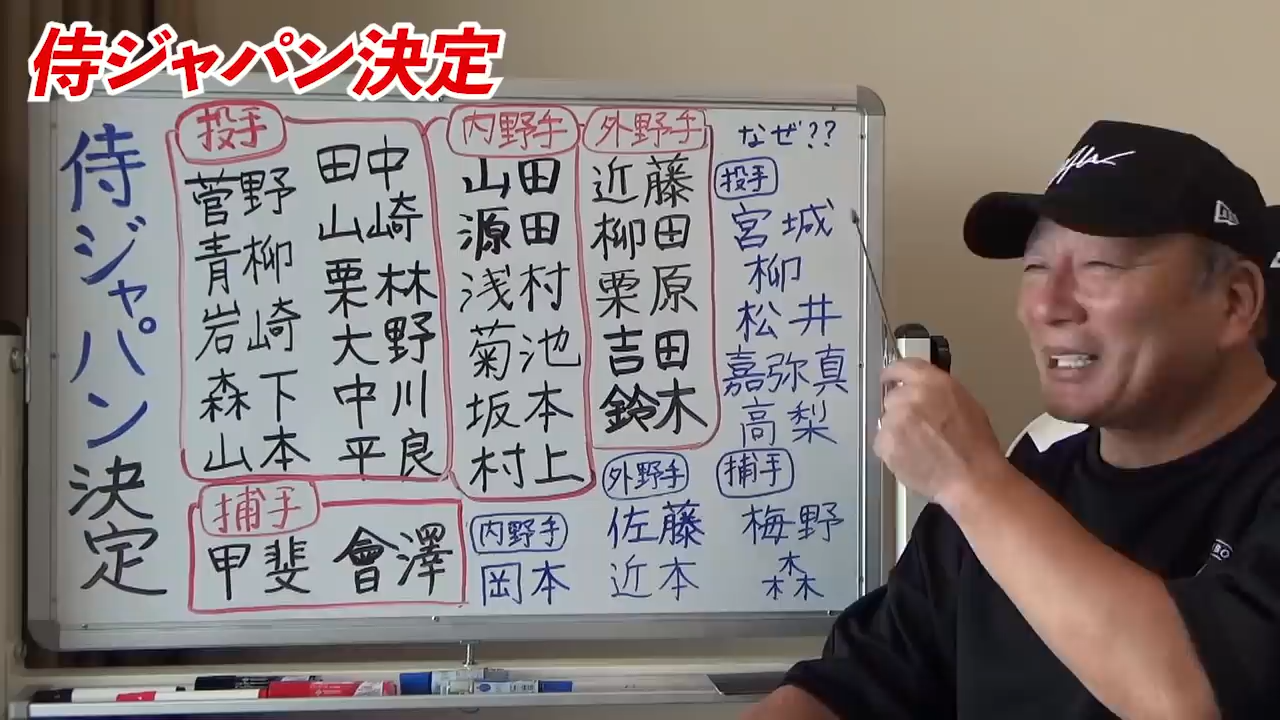 侍ジャパン決定
侍ジャパン決定
投手
菅野
青柳
岩崎
森下
山本
田中
山崎
栗林
大野
中川
平良
捕手
甲斐 會澤
内野手
山田
源田
浅村
菊池
坂本
村上
外野手
近藤
柳田
栗原
吉田
鈴木
なぜ??
投手
宮城
柳
松井
嘉弥真
高梨
内野手
岡本
外野手
佐藤
近本
捕手
梅野
森